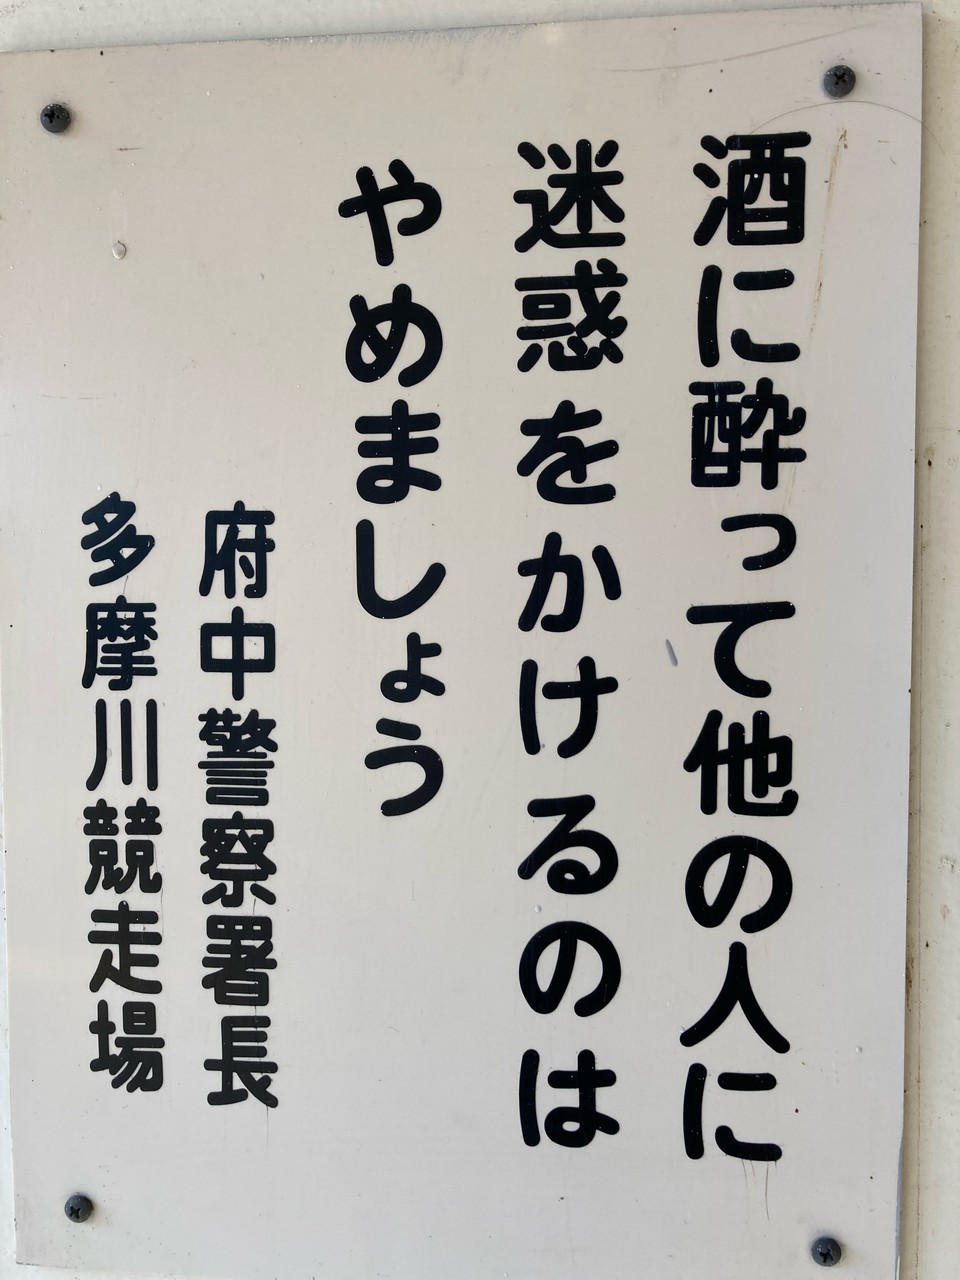 酒に酔って他の人に
迷惑をかけるのは
やめましょう
府中警察署長
多摩川競走場